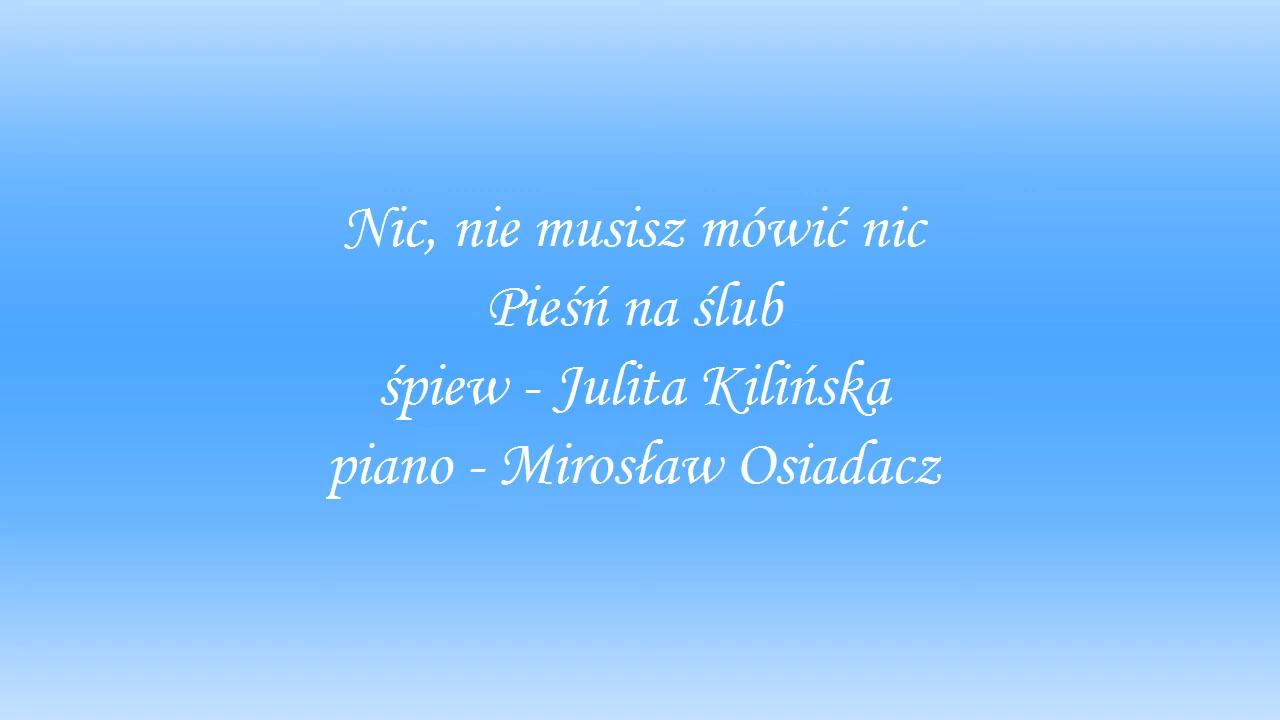 Nic, nie musisz mówić nic
Pieśń na ślub
śpiew - Julita Kilińska
piano - Mirosław Osiadacz